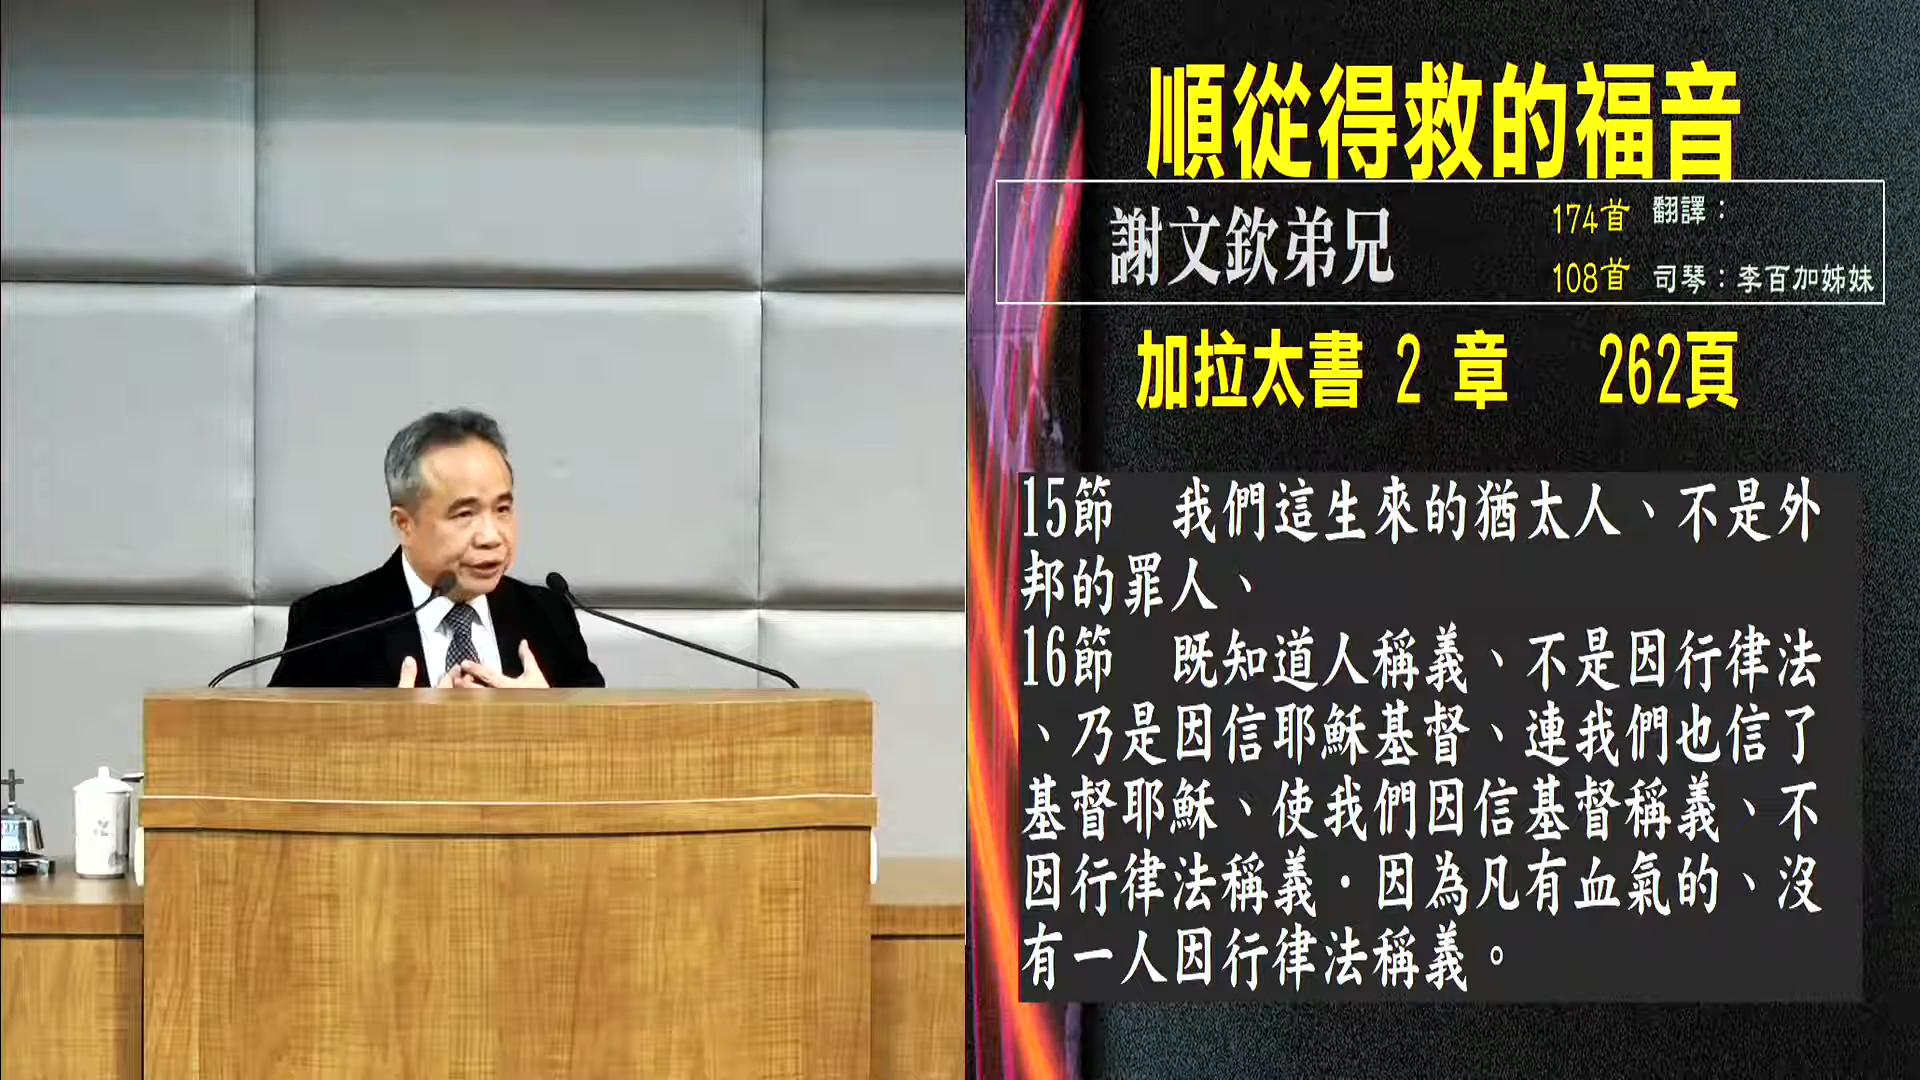 順從得救的福音
謝文欽弟兄
174首 翻譯：
108首 司琴：李百加姊妹
加拉太書 2 章 262頁
15節 我們這生來的猶太人、不是外
邦的罪人、
16節 既知道人稱義、不是因行律法
、乃是因信耶穌基督、連我們也信了
基督耶穌、使我們因信基督稱義、不
因行律法稱義．因為凡有血氣的、沒
有一人因行律法稱義。